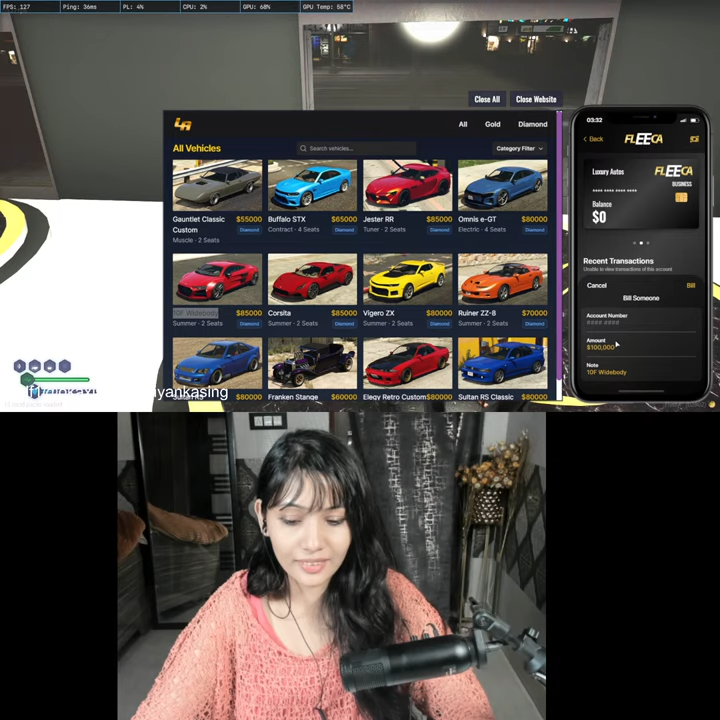 FPS: 127 Ping: 36ms PL: 4% CPU: 2% GPU: 68% GPU Temp: 58°C
Close All Close Website
All Gold Diamond
All Vehicles Search vehicles... Category Filter
Gauntlet Classic Custom $55000
Muscle · 2 Seats Diamond
Buffalo STX $65000
Contract · 4 Seats Diamond
Jester RR $85000
Tuner · 2 Seats Diamond
Omnis e-GT $80000
Electric · 4 Seats Diamond
10F Widebody $85000
Summer · 2 Seats Diamond
Corsita $85000
Summer · 2 Seats Diamond
Vigero ZX $80000
Summer · 2 Seats Diamond
Ruiner ZZ-8 $70000
Summer · 2 Seats Diamond
$80000
Franken Stange $60000
Elegy Retro Custom $80000
Sultan RS Classic $80000
03:32
Back FLEECA
Luxury Autos FLEECA
BUSINESS
Balance
$0
Recent Transactions
Unable to view transactions of this account
Cancel Bill
Bill Someone
Account Number
#### ####
Amount
$100,000
Note
10F Widebody